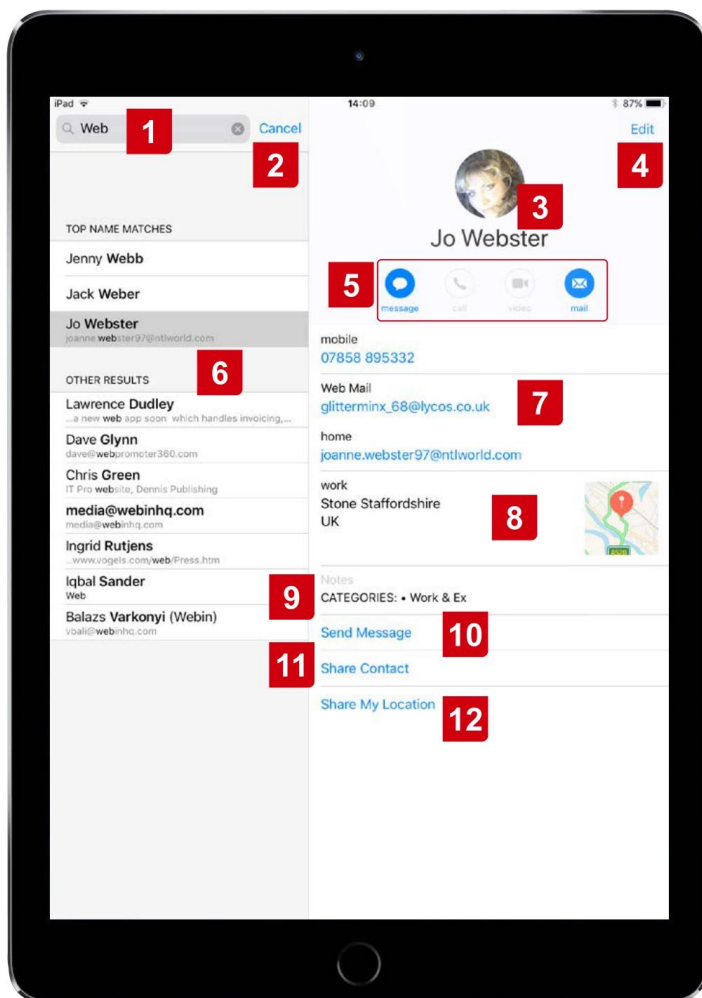 iPad
14:09
87%
Web
1
Cancel
2
Edit
4
3
Jo Webster
5
message
call
video
mail
TOP NAME MATCHES
Jenny Webb
Jack Weber
Jo Webster
joanne.webster97@ntlworld.com
6
OTHER RESULTS
Lawrence Dudley
...a new web app soon which handles invoicing,...
Dave Glynn
dave@webpromoter360.com
Chris Green
IT Pro website, Dennis Publishing
media@webinhq.com
media@webinhq.com
Ingrid Rutjens
...www.vogels.com/web/Press.htm
Iqbal Sander
Web
Balazs Varkonyi (Webin)
vbali@webinhq.com
mobile
07858 895332
Web Mail
glitterminx_68@lycos.co.uk
7
home
joanne.webster97@ntlworld.com
work
Stone Staffordshire
UK
8
Notes
9
CATEGORIES: • Work & Ex
Send Message
10
11
Share Contact
Share My Location
12